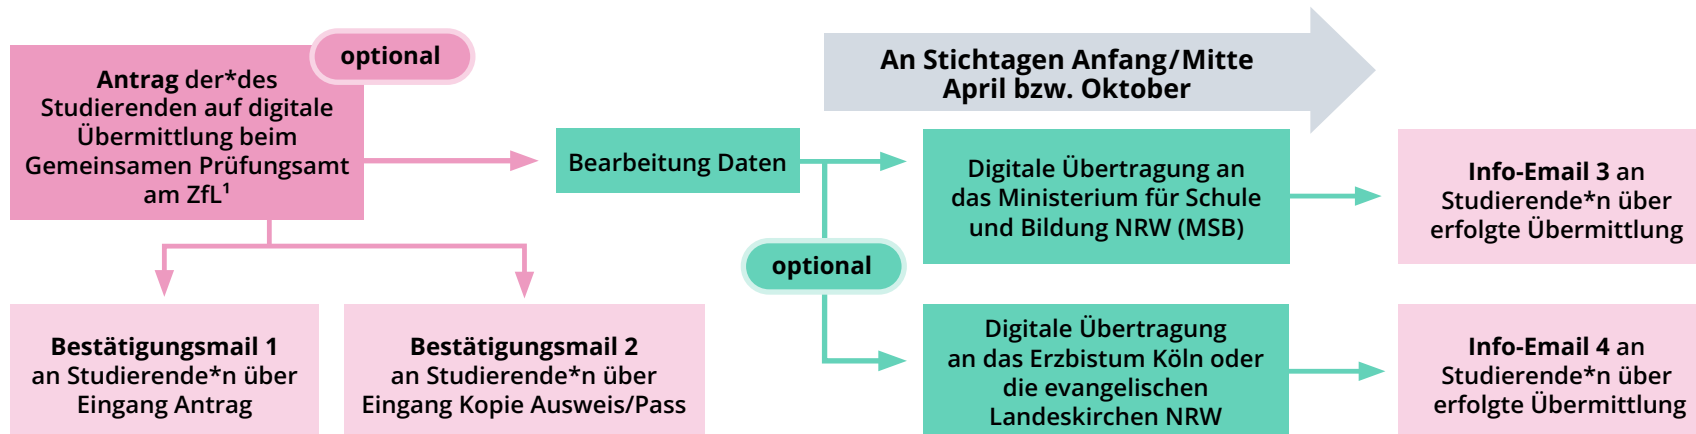 optional
Antrag der*des
Studierenden auf digitale
Übermittlung beim
Gemeinsamen Prüfungsamt
am ZfL¹
Bestätigungsmail 1
an Studierende*n über
Eingang Antrag
Bestätigungsmail 2
an Studierende*n über
Eingang Kopie Ausweis/Pass
Bearbeitung Daten
optional
An Stichtagen Anfang/Mitte
April bzw. Oktober
Digitale Übertragung an
das Ministerium für Schule
und Bildung NRW (MSB)
Info-Email 3 an
Studierende*n über
erfolgte Übermittlung
Digitale Übertragung
an das Erzbistum Köln oder
die evangelischen
Landeskirchen NRW
Info-Email 4 an
Studierende*n über
erfolgte Übermittlung